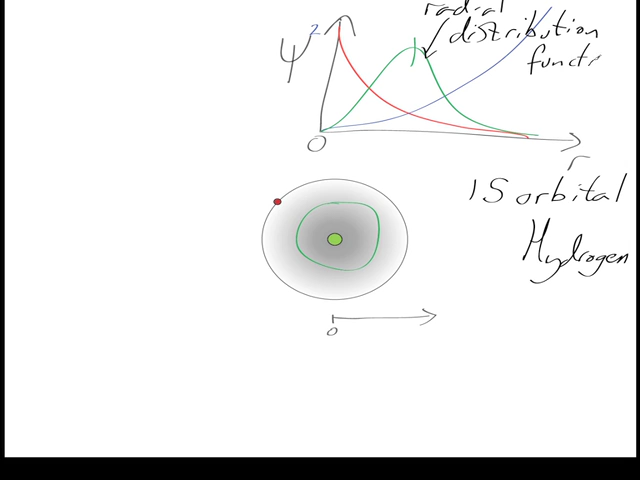 radial
distribution
functi
ψ²
0
r
1S orbital
Hydrogen
0